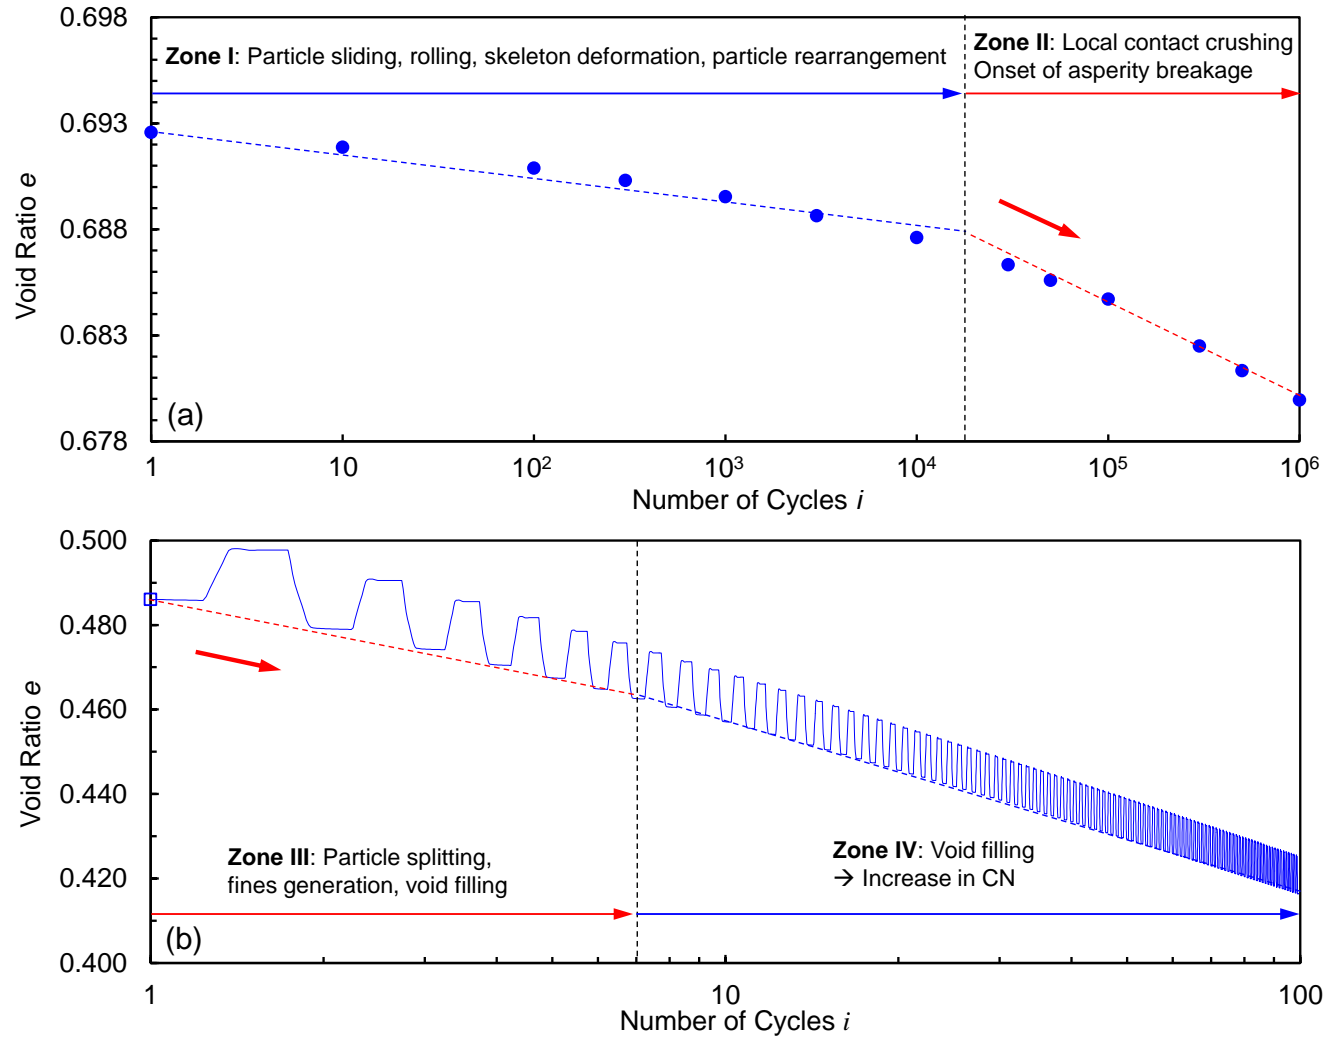 0.698
Zone I: Particle sliding, rolling, skeleton deformation, particle rearrangement
Zone II: Local contact crushing
Onset of asperity breakage
0.693
0.688
0.683
0.678
Void Ratio e
(a)
1
10
10²
10³
10⁴
10⁵
10⁶
Number of Cycles i
0.500
0.480
0.460
0.440
0.420
0.400
Void Ratio e
Zone III: Particle splitting,
fines generation, void filling
Zone IV: Void filling
→ Increase in CN
(b)
1
10
100
Number of Cycles i